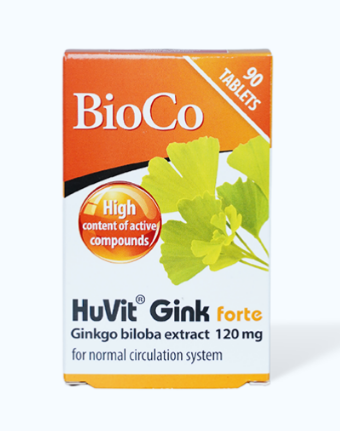 90
TABLETS
BioCo
High
content of active
compounds
HuVit® Gink forte
Ginkgo biloba extract 120 mg
for normal circulation system